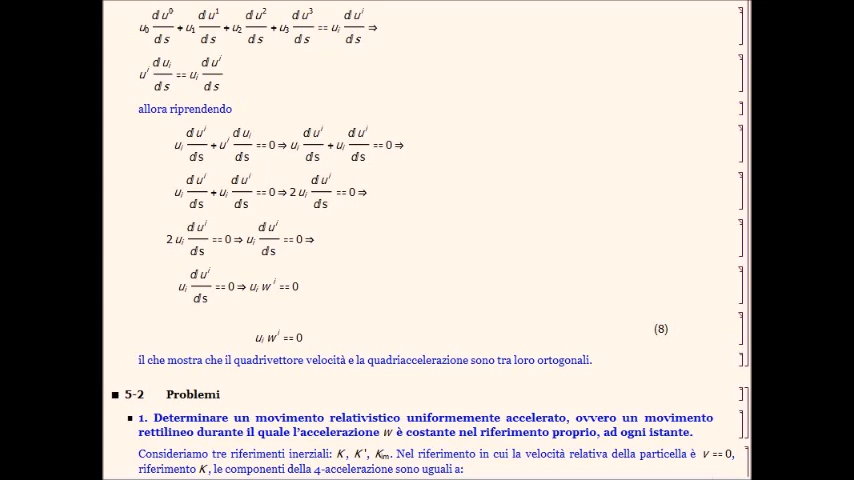 u₀ ⅆu⁰/ⅆs + u₁ ⅆu¹/ⅆs + u₂ ⅆu²/ⅆs + u₃ ⅆu³/ⅆs == uᵢ ⅆuⁱ/ⅆs ⇒
uⁱ ⅆuᵢ/ⅆs == uᵢ ⅆuⁱ/ⅆs
allora riprendendo
uᵢ ⅆuⁱ/ⅆs + uⁱ ⅆuᵢ/ⅆs == 0 ⇒ uᵢ ⅆuⁱ/ⅆs + uᵢ ⅆuⁱ/ⅆs == 0 ⇒
uᵢ ⅆuⁱ/ⅆs + uᵢ ⅆuⁱ/ⅆs == 0 ⇒ 2 uᵢ ⅆuⁱ/ⅆs == 0 ⇒
2 uᵢ ⅆuⁱ/ⅆs == 0 ⇒ uᵢ ⅆuⁱ/ⅆs == 0 ⇒
uᵢ ⅆuⁱ/ⅆs == 0 ⇒ uᵢ wⁱ == 0
uᵢ wⁱ == 0 (8)
il che mostra che il quadrivettore velocità e la quadriaccelerazione sono tra loro ortogonali.
■ 5-2 Problemi
▪ 1. Determinare un movimento relativistico uniformemente accelerato, ovvero un movimento
rettilineo durante il quale l'accelerazione w è costante nel riferimento proprio, ad ogni istante.
Consideriamo tre riferimenti inerziali: K, K', Kₘ. Nel riferimento in cui la velocità relativa della particella è v == 0,
riferimento K, le componenti della 4-accelerazione sono uguali a: